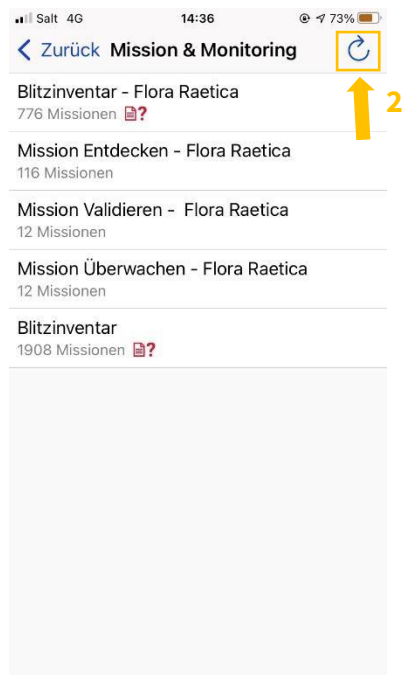 Salt 4G 14:36 73%
Zurück Mission & Monitoring
2
Blitzinventar - Flora Raetica
776 Missionen ?
Mission Entdecken - Flora Raetica
116 Missionen
Mission Validieren - Flora Raetica
12 Missionen
Mission Überwachen - Flora Raetica
12 Missionen
Blitzinventar
1908 Missionen ?